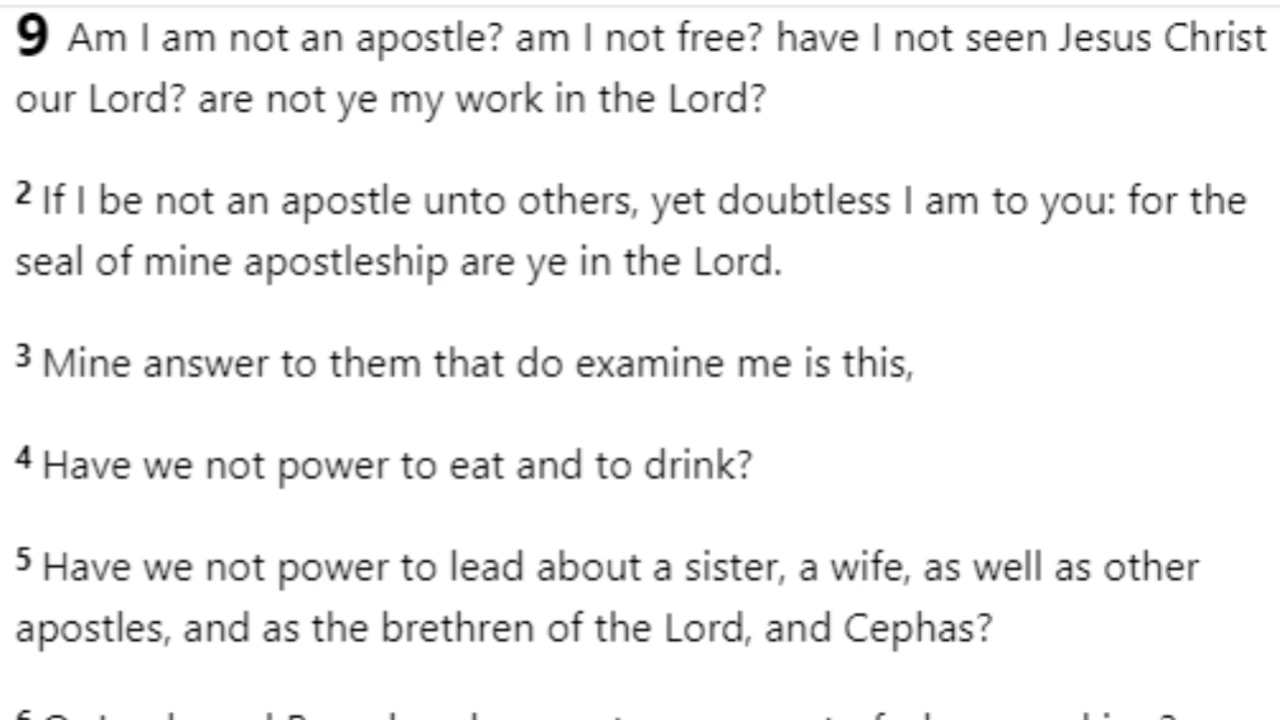 9 Am I am not an apostle? am I not free? have I not seen Jesus Christ
our Lord? are not ye my work in the Lord?
2 If I be not an apostle unto others, yet doubtless I am to you: for the
seal of mine apostleship are ye in the Lord.
3 Mine answer to them that do examine me is this,
4 Have we not power to eat and to drink?
5 Have we not power to lead about a sister, a wife, as well as other
apostles, and as the brethren of the Lord, and Cephas?